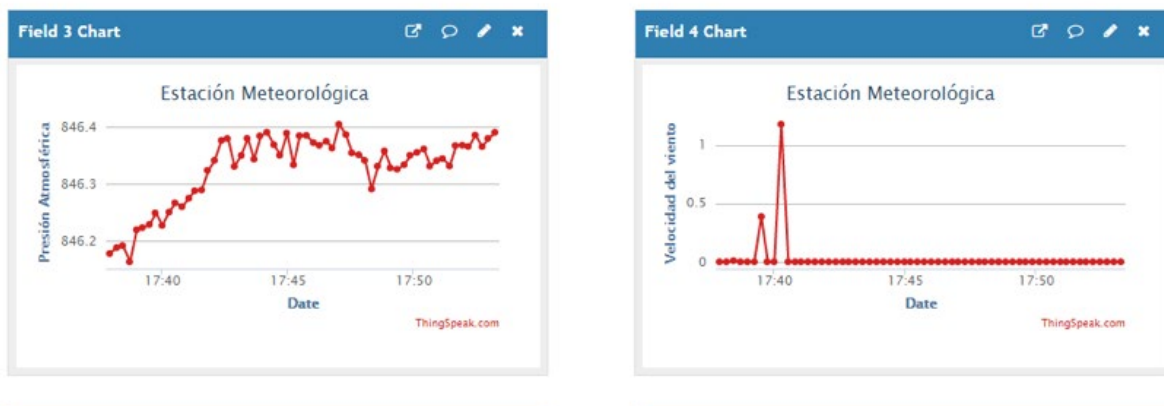 Field 3 Chart
Estación Meteorológica
Presión Atmosférica
846.4
846.3
846.2
17:40 17:45 17:50
Date
ThingSpeak.com
Field 4 Chart
Estación Meteorológica
Velocidad del viento
1
0.5
0
17:40 17:45 17:50
Date
ThingSpeak.com